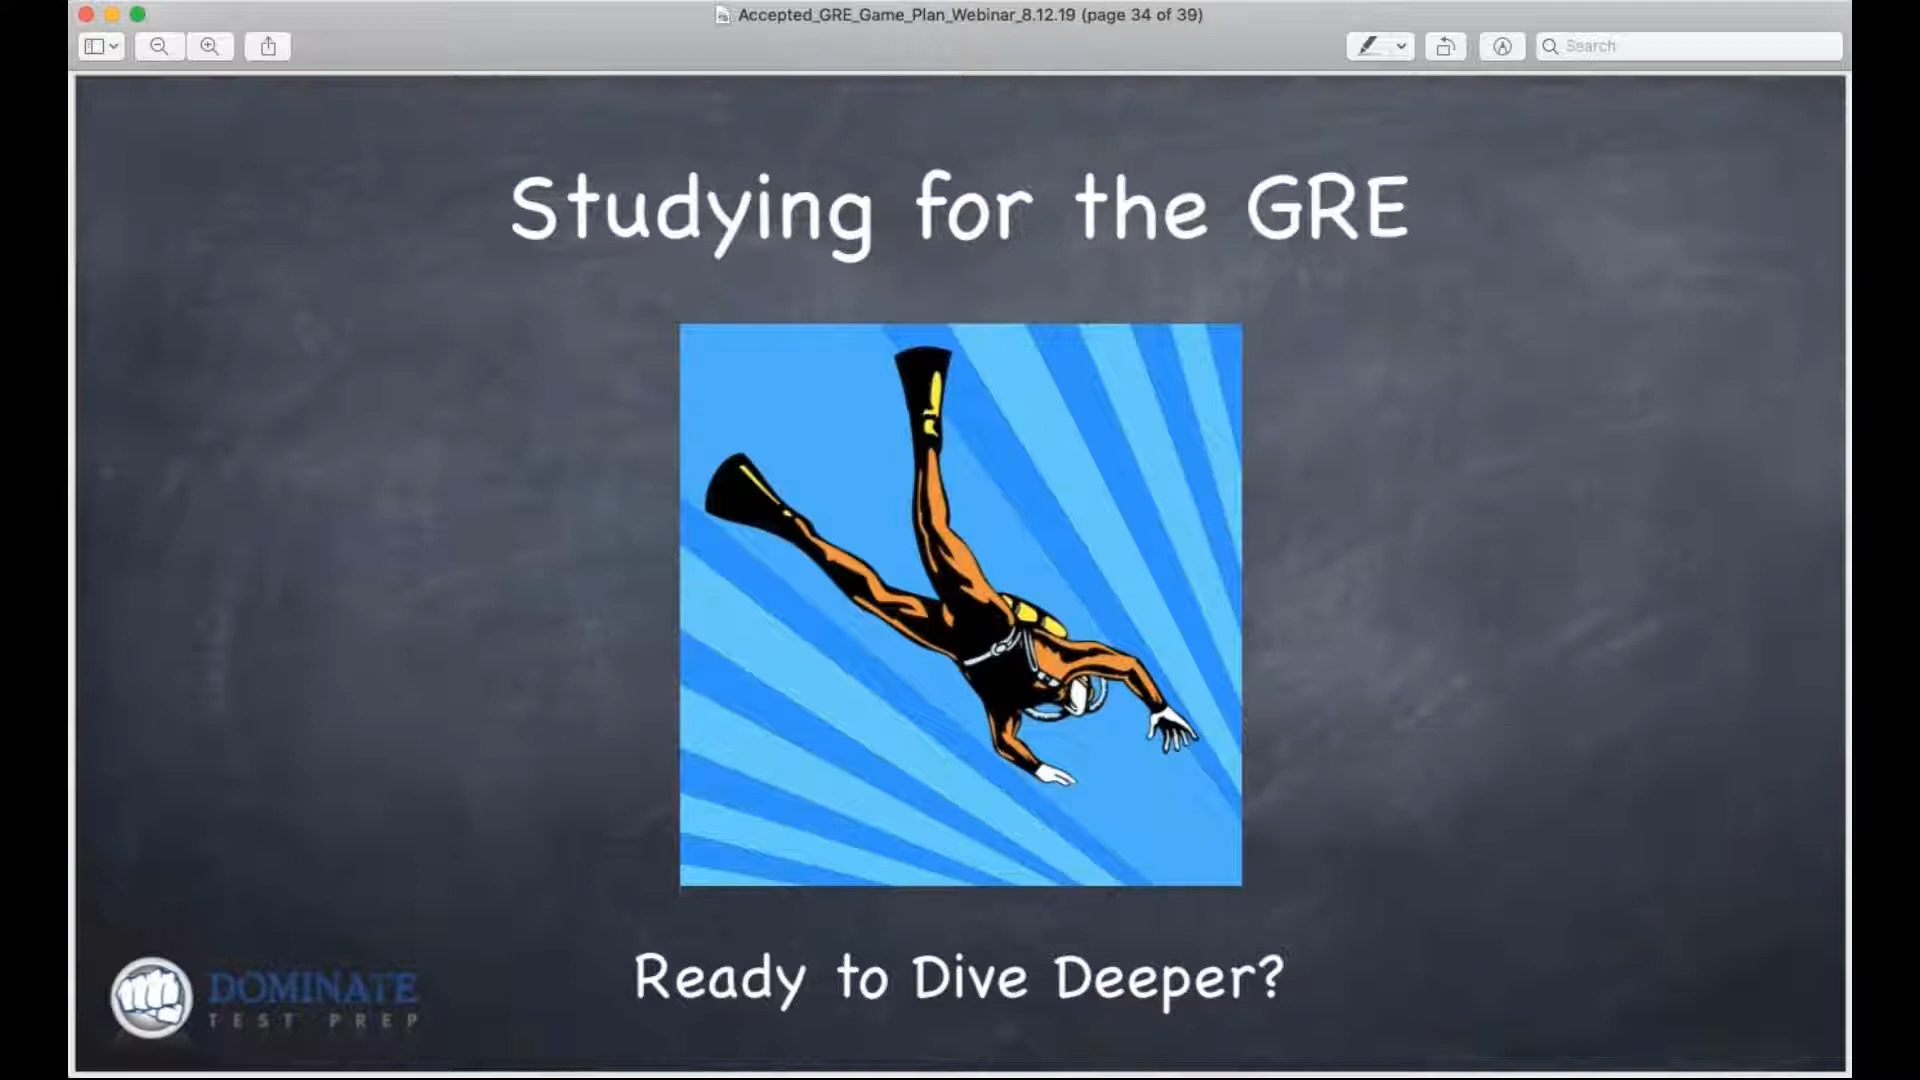 Accepted_GRE_Game_Plan_Webinar_8.12.19 (page 34 of 39)
Search
Studying for the GRE
Ready to Dive Deeper?
DOMINATE
TEST PREP